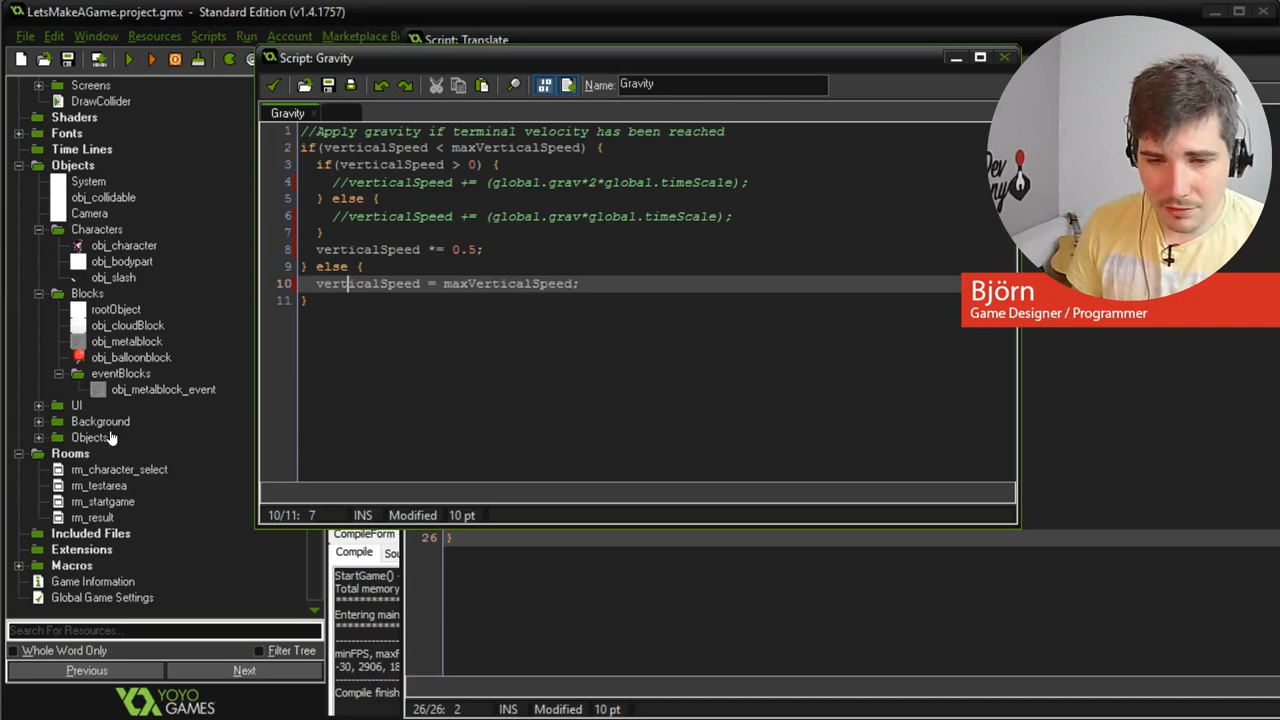 LetsMakeAGame.project.gmx - Standard Edition (v1.4.1757)
File Edit Window Resources Scripts Run Account Marketplace
Script: Translate
Script: Gravity
Name: Gravity
Gravity
1 //Apply gravity if terminal velocity has been reached
2 if(verticalSpeed < maxVerticalSpeed) {
3 if(verticalSpeed > 0) {
4 //verticalSpeed += (global.grav*2*global.timeScale);
5 } else {
6 //verticalSpeed += (global.grav*global.timeScale);
7 }
8 verticalSpeed *= 0.5;
9 } else {
10 verticalSpeed = maxVerticalSpeed;
11 }
10/11: 7 INS Modified 10 pt
Screens
DrawCollider
Shaders
Fonts
Time Lines
Objects
System
obj_collidable
Camera
Characters
obj_character
obj_bodypart
obj_slash
Blocks
rootObject
obj_cloudBlock
obj_metalblock
obj_balloonblock
eventBlocks
obj_metalblock_event
UI
Background
Objects
Rooms
rm_character_select
rm_testarea
rm_startgame
rm_result
Included Files
Extensions
Macros
Game Information
Global Game Settings
Search For Resources...
Whole Word Only Filter Tree
Previous Next
YOYO
GAMES
CompileForm
Compile Sou
StartGame()
Total memory
Entering main
minFPS, maxF
-30, 2906, 18
Compile finish
26 }
26/26: 2 INS Modified 10 pt
Björn
Game Designer / Programmer